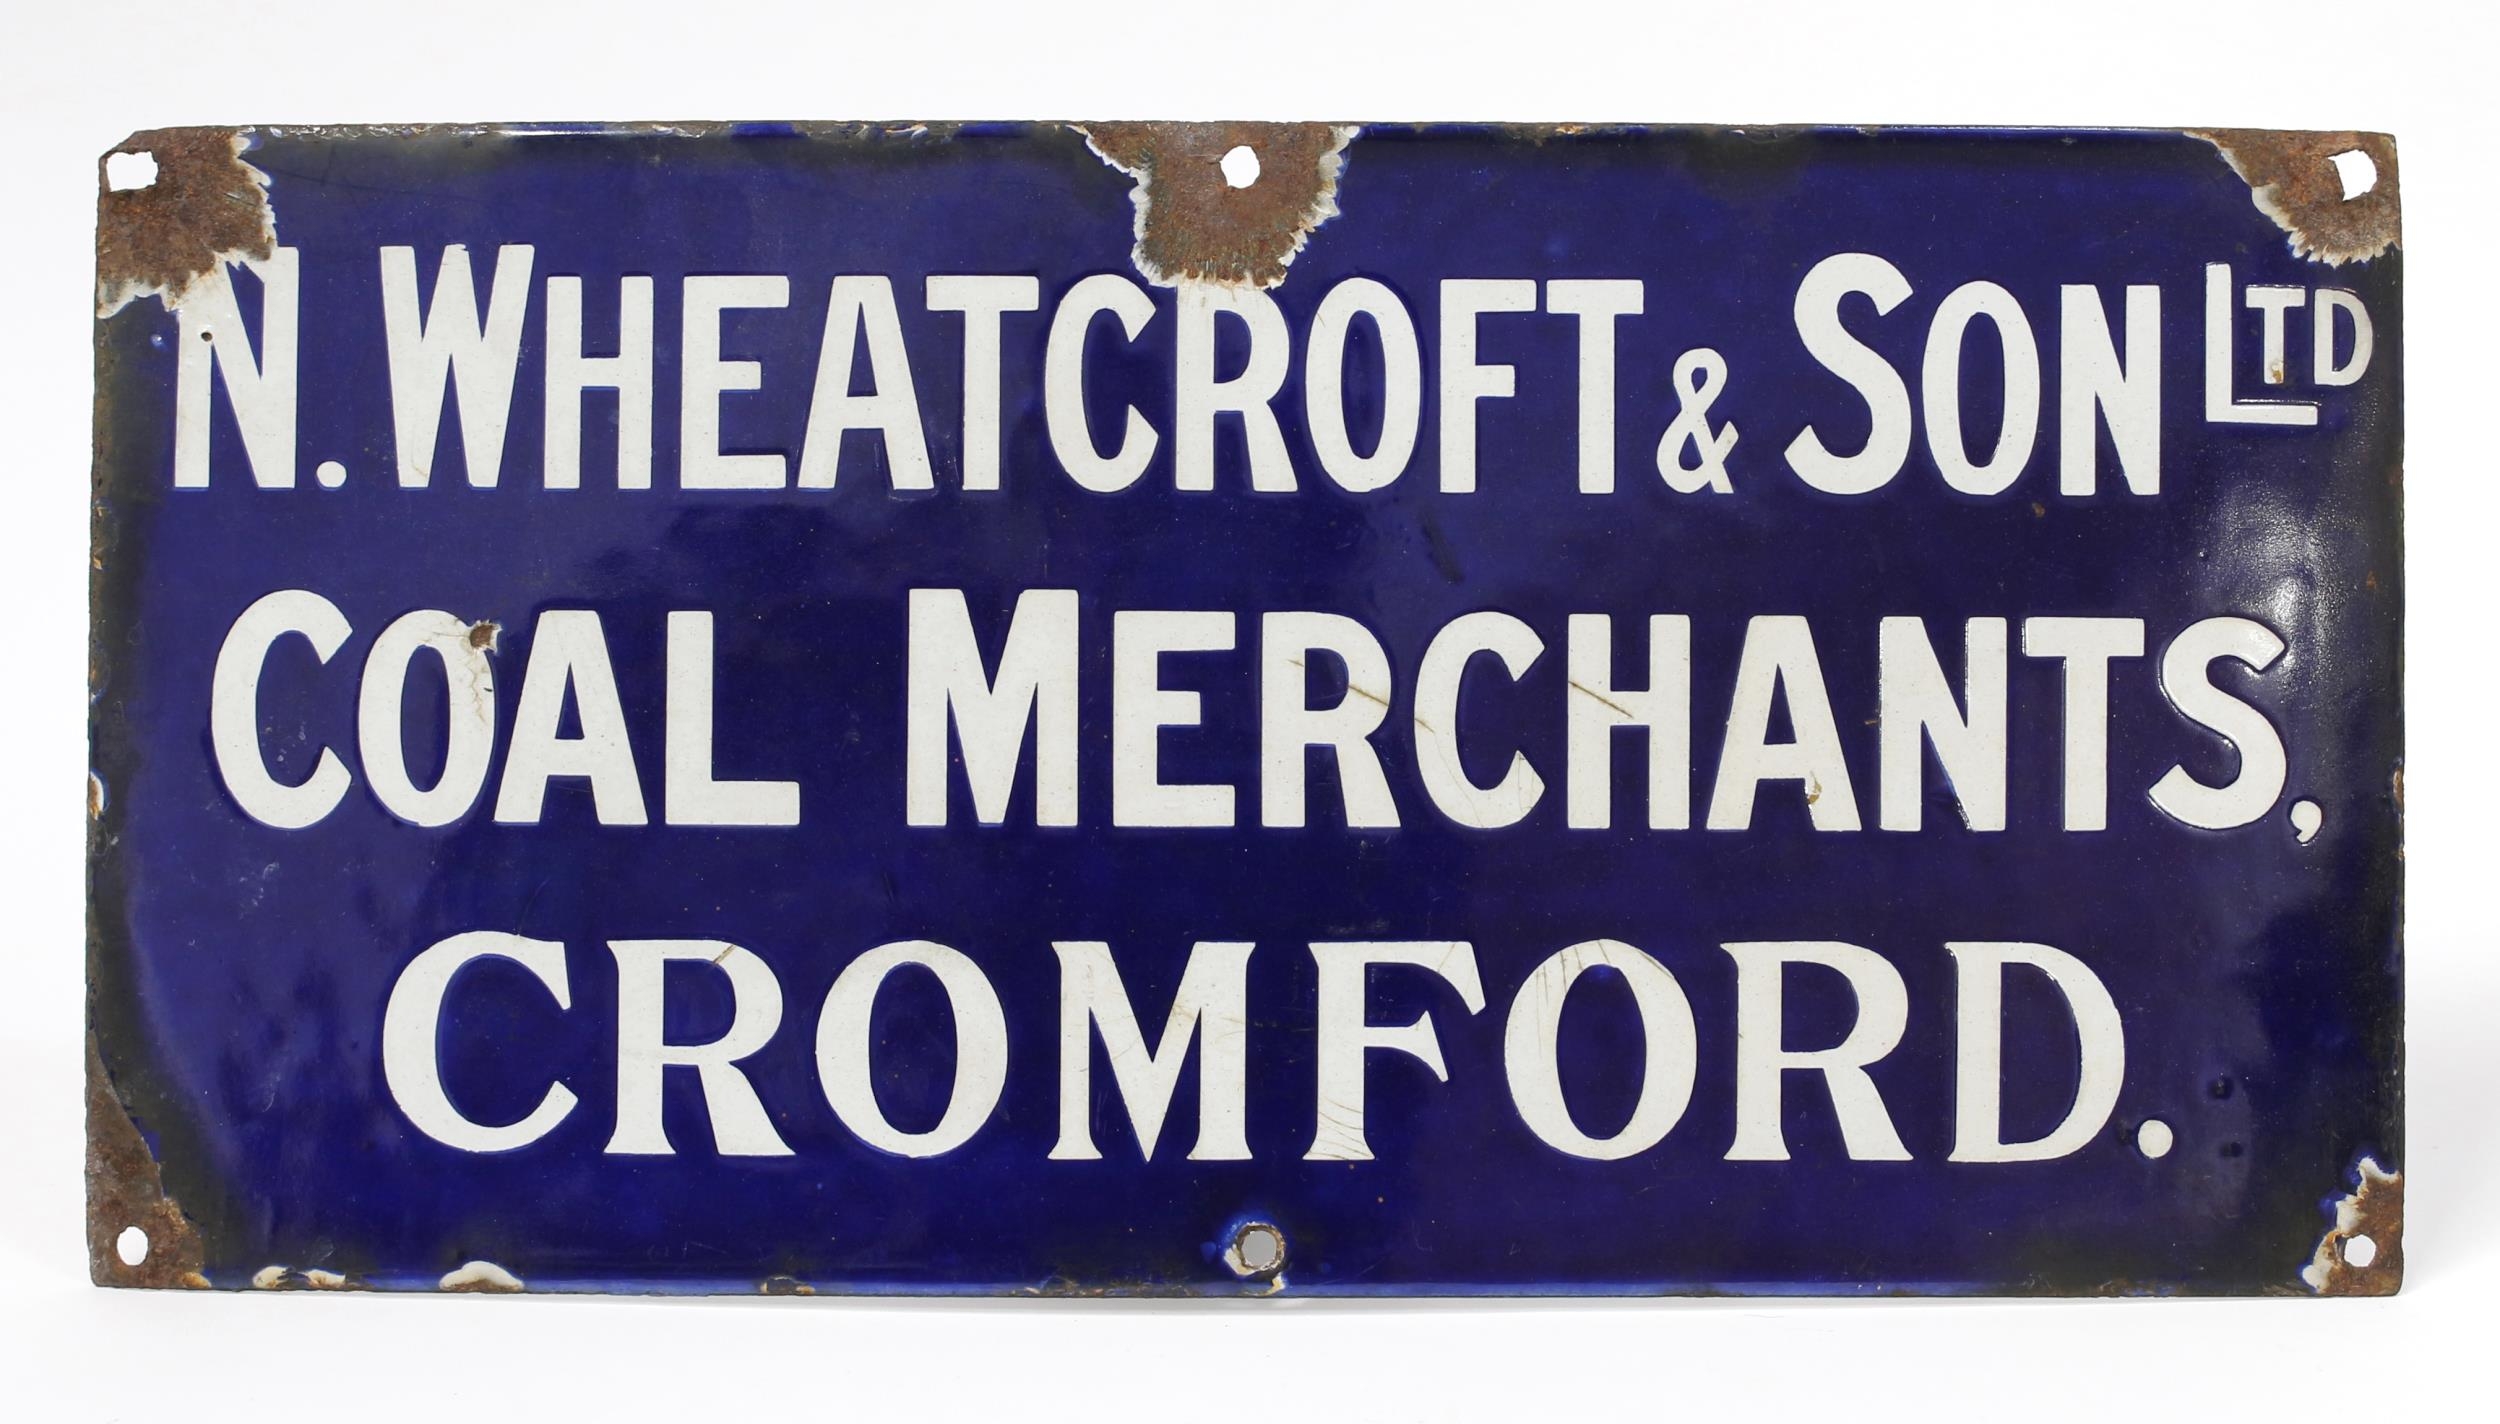 N. WHEATCROFT & SON LTD
COAL MERCHANTS,
CROMFORD.